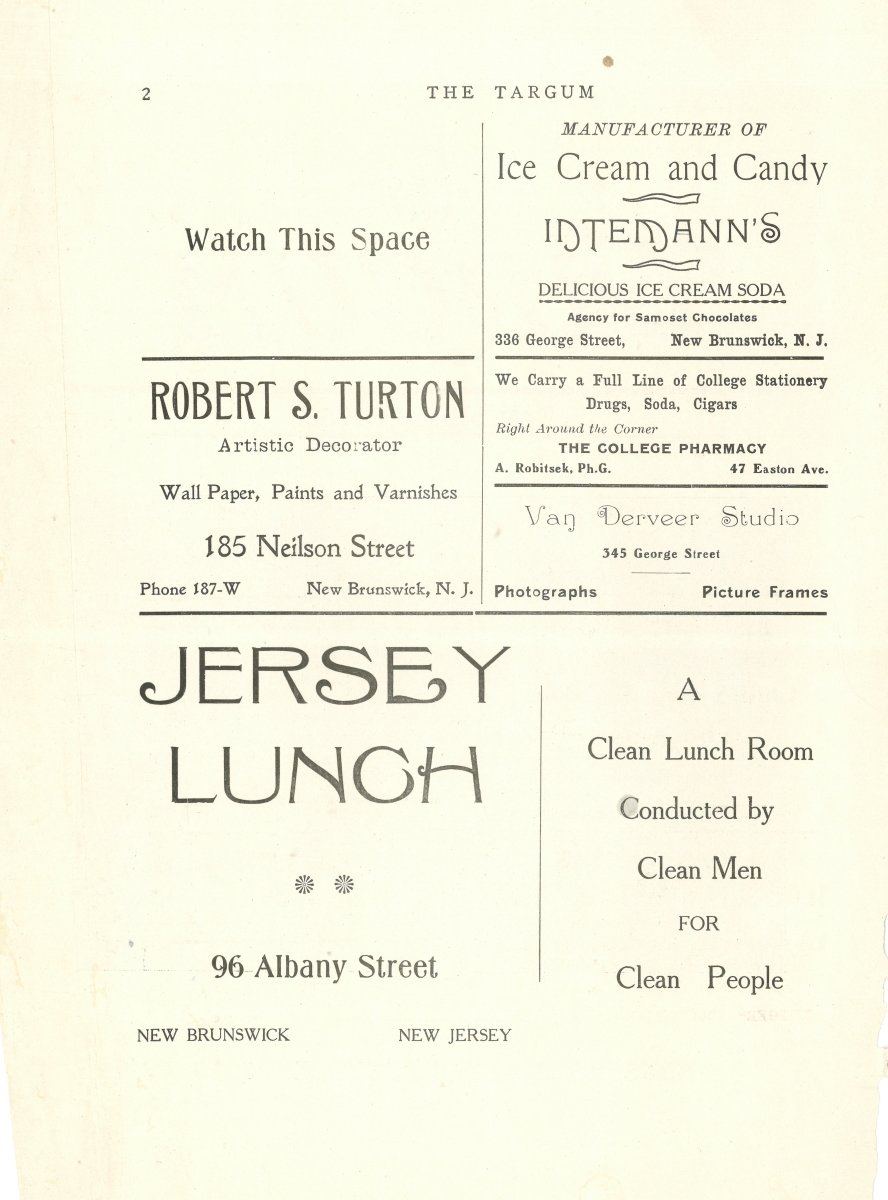 2
THE TARGUM
Watch This Space
MANUFACTURER OF
Ice Cream and Candy
IDTEMANN'S
DELICIOUS ICE CREAM SODA
Agency for Samoset Chocolates
336 George Street, New Brunswick, N. J.
ROBERT S. TURTON
Artistic Decorator
Wall Paper, Paints and Varnishes
185 Neilson Street
Phone 187-W New Brunswick, N. J.
We Carry a Full Line of College Stationery
Drugs, Soda, Cigars
Right Around the Corner
THE COLLEGE PHARMACY
A. Robitsek, Ph.G. 47 Easton Ave.
Van Derveer Studio
345 George Street
Photographs Picture Frames
JERSEY
LUNCH
96 Albany Street
NEW BRUNSWICK NEW JERSEY
A
Clean Lunch Room
Conducted by
Clean Men
FOR
Clean People